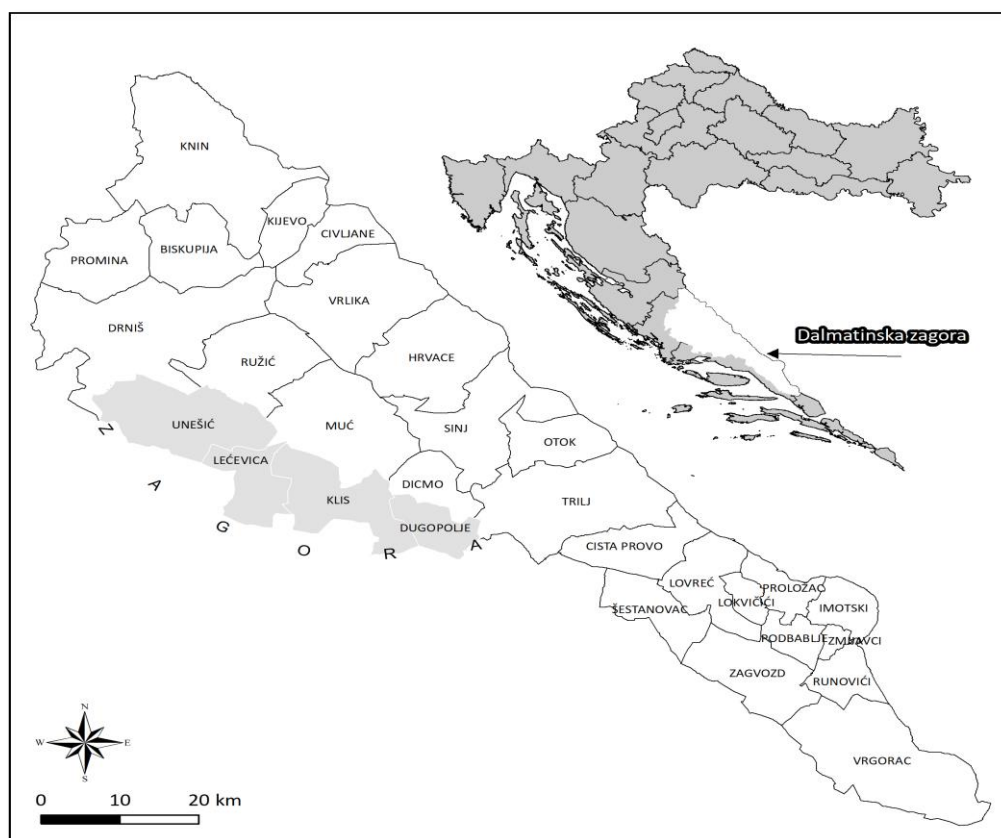 KNIN
KIJEVO
CIVLJANE
BISKUPIJA
PROMINA
VRLIKA
DRNIŠ
Dalmatinska zagora
HRVACE
RUŽIĆ
UNEŠIĆ
MUĆ
SINJ
OTOK
LEĆEVICA
DICMO
KLIS
TRILJ
DUGOPOLJE
Z A G O R A
CISTA PROVO
LOVREĆ
PROLOŽAC
LOKVIČIĆI
IMOTSKI
ŠESTANOVAC
PODBABLJE
ZMIJAVCI
ZAGVOZD
RUNOVIĆI
VRGORAC
N
W E
S
0 10 20 km